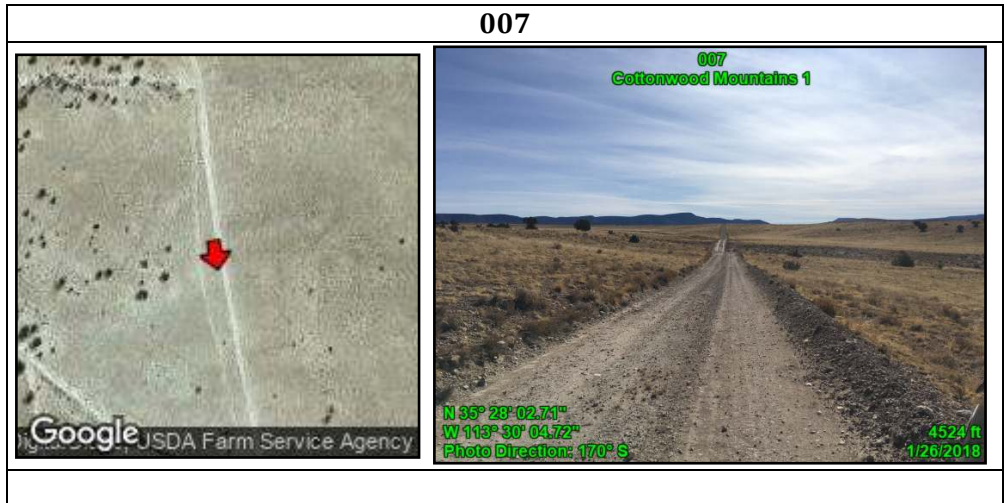 007
007
Cottonwood Mountains 1
N 35° 28' 02.71"
W 113° 30' 04.72"
Photo Direction: 170° S
4524 ft
1/26/2018
Google
USDA Farm Service Agency